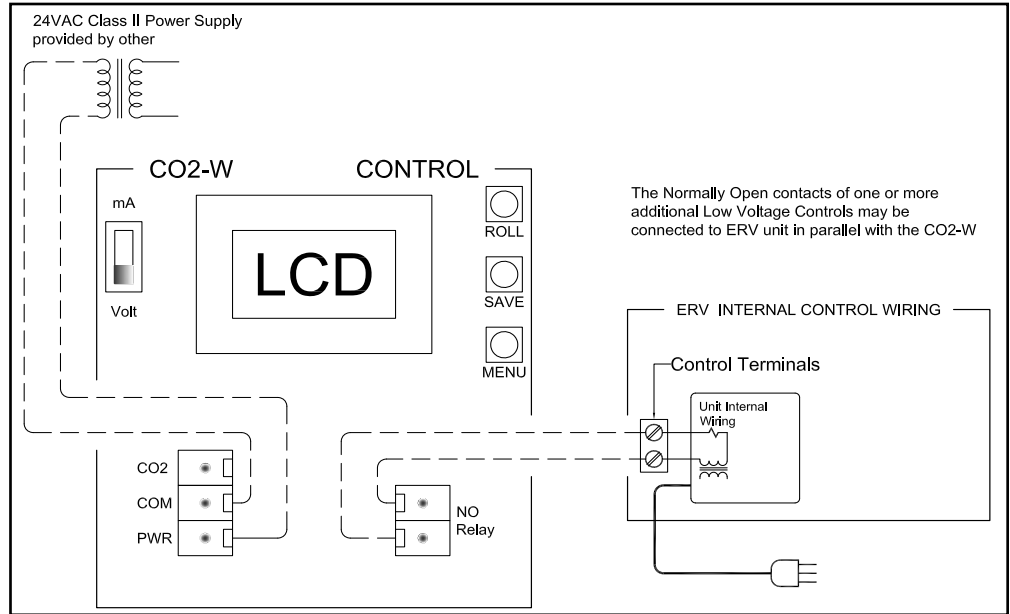 24VAC Class II Power Supply
provided by other
CO2-W
CONTROL
mA
Volt
LCD
ROLL
SAVE
MENU
The Normally Open contacts of one or more
additional Low Voltage Controls may be
connected to ERV unit in parallel with the CO2-W
ERV INTERNAL CONTROL WIRING
Control Terminals
Unit Internal
Wiring
CO2
COM
PWR
NO
Relay